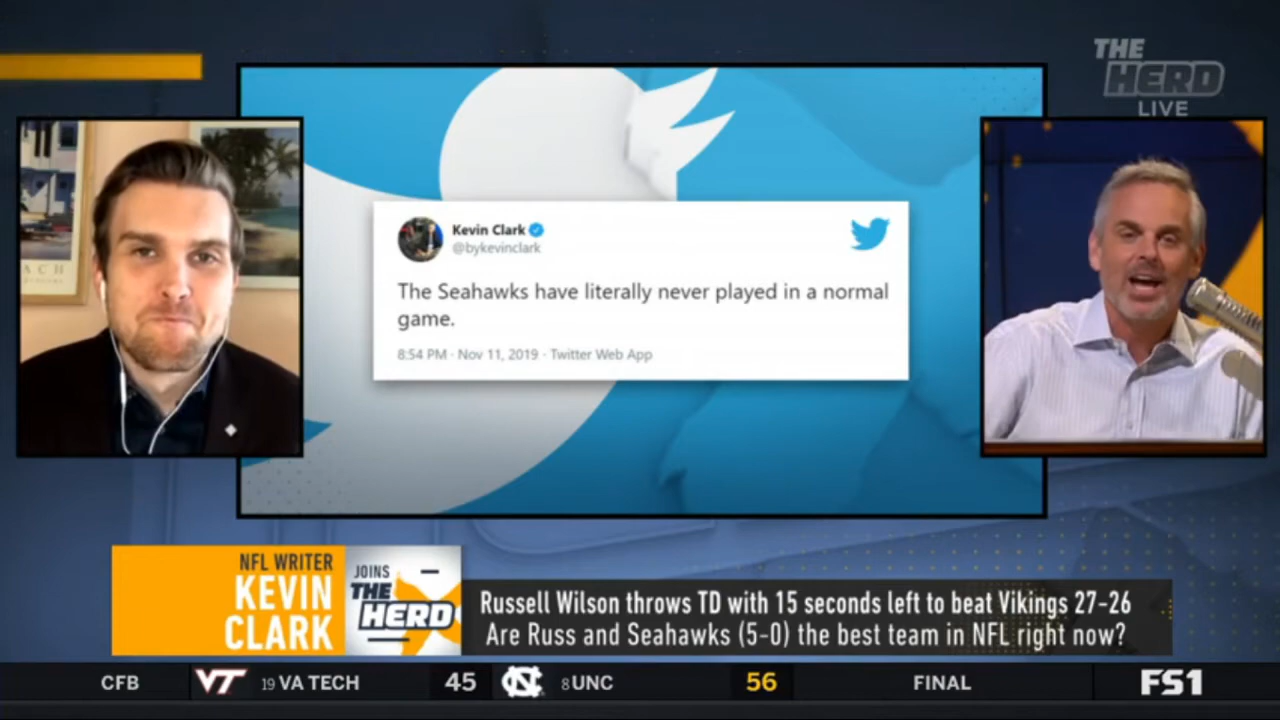 THE
HERD
LIVE
ACH
Kevin Clark
@bykevinclark
The Seahawks have literally never played in a normal
game.
8:54 PM · Nov 11, 2019 · Twitter Web App
NFL WRITER
KEVIN
CLARK
JOINS
THE
HERD
Russell Wilson throws TD with 15 seconds left to beat Vikings 27-26
Are Russ and Seahawks (5-0) the best team in NFL right now?
CFB VT 19 VA TECH 45 NC 8 UNC 56 FINAL FS1